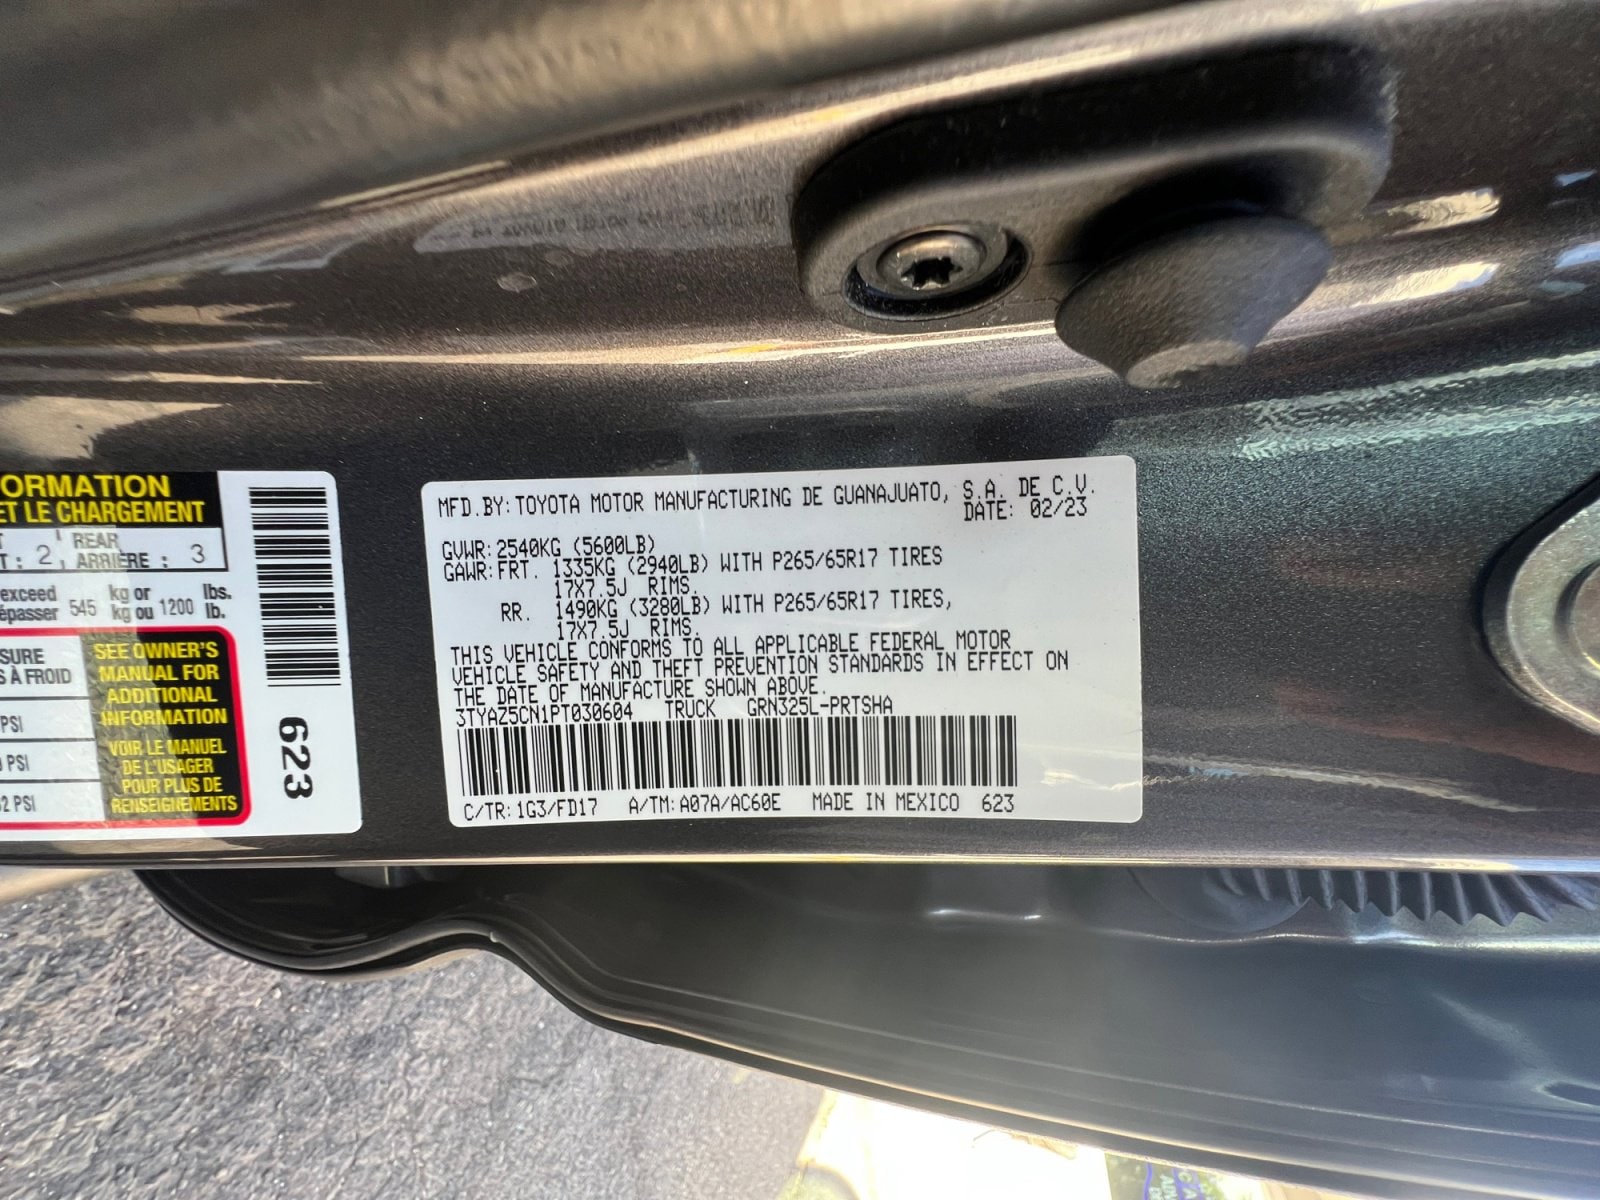 ORMATION
ET LE CHARGEMENT
T : 2 , REAR ARRIÈRE : 3
exceed kg or lbs.
épasser 545 kg ou 1200 lb.
SURE
S À FROID
PSI
PSI
2 PSI
SEE OWNER'S
MANUAL FOR
ADDITIONAL
INFORMATION
VOIR LE MANUEL
DE L'USAGER
POUR PLUS DE
RENSEIGNEMENTS
623
MFD.BY:TOYOTA MOTOR MANUFACTURING DE GUANAJUATO, S.A. DE C.V.
DATE: 02/23
GVWR:2540KG (5600LB)
GAWR:FRT. 1335KG (2940LB) WITH P265/65R17 TIRES
17X7.5J RIMS.
RR. 1490KG (3280LB) WITH P265/65R17 TIRES,
17X7.5J RIMS.
THIS VEHICLE CONFORMS TO ALL APPLICABLE FEDERAL MOTOR
VEHICLE SAFETY AND THEFT PREVENTION STANDARDS IN EFFECT ON
THE DATE OF MANUFACTURE SHOWN ABOVE.
3TYAZ5CN1PT030604 TRUCK GRN325L-PRTSHA
C/TR:1G3/FD17 A/TM:A07A/AC60E MADE IN MEXICO 623